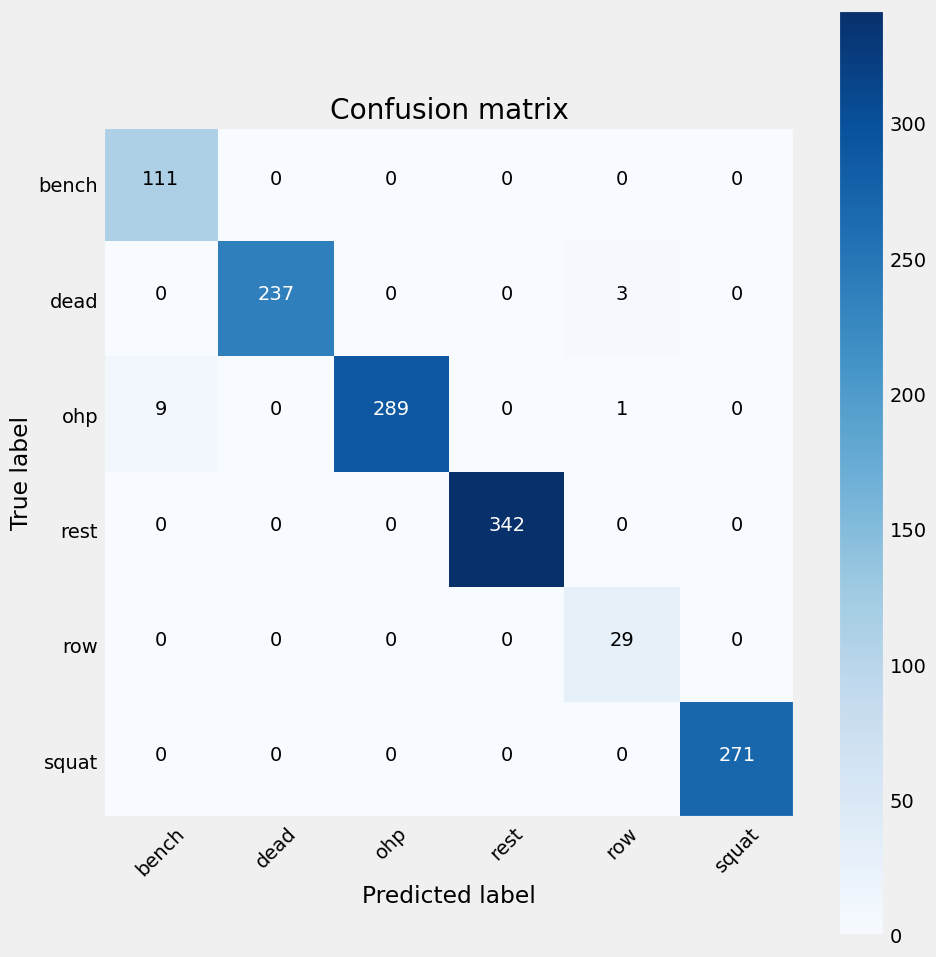 Confusion matrix
bench 111 0 0 0 0 0
dead 0 237 0 0 3 0
ohp 9 0 289 0 1 0
rest 0 0 0 342 0 0
row 0 0 0 0 29 0
squat 0 0 0 0 0 271
bench dead ohp rest row squat
True label
Predicted label
300
250
200
150
100
50
0